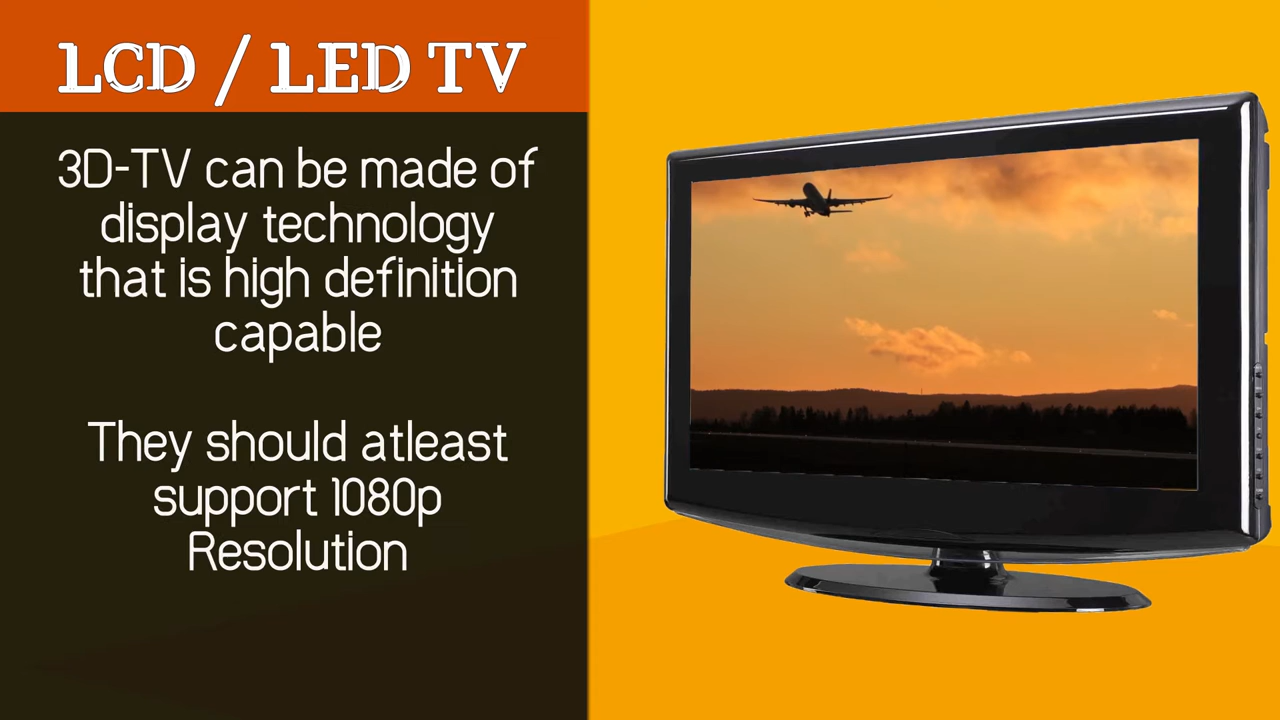 LCD / LED TV
3D-TV can be made of
display technology
that is high definition
capable
They should atleast
support 1080p
Resolution